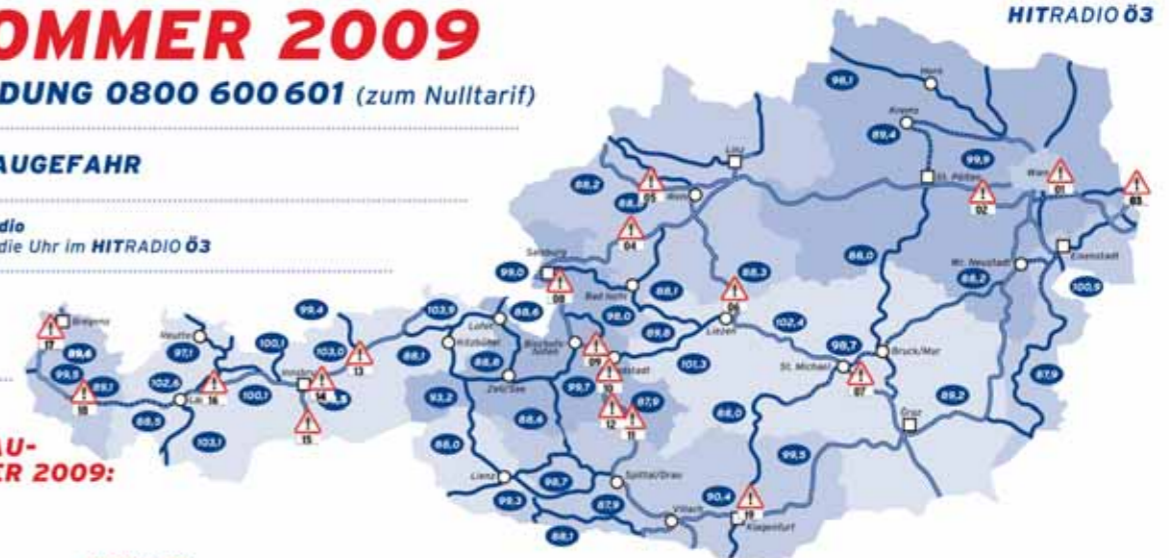 OMMER 2009
HITRADIO Ö3
DUNG 0800 600 601 (zum Nulltarif)
AUGEFAHR
dio
die Uhr im HITRADIO Ö3
AU-
ER 2009:
98,1
Horn
Krems
89,4
99,9
Linz
St. Pölten
Wien
01
02
03
88,2
05
Wels
04
Salzburg
99,0
08
88,0
Wr. Neustadt
88,2
Eisenstadt
100,9
Bad Ischl
88,1
88,3
06
Liezen
98,0
89,8
102,4
101,3
98,7
Bruck/Mur
St. Michael
07
87,9
89,2
Graz
88,0
99,5
90,4
19
Klagenfurt
Villach
Spittal/Drau
87,9
98,7
99,3
88,1
Lienz
88,0
93,2
88,6
88,8
Zell/See
Kitzbühel
Lofer
88,6
103,9
88,1
Bischofs-
hofen
09
10
99,7
87,9
12
11
99,4
103,0
13
100,1
Innsbruck
14
15
100,1
16
Reutte
97,1
102,6
88,5
103,1
Bregenz
17
89,6
99,5
89,1
18